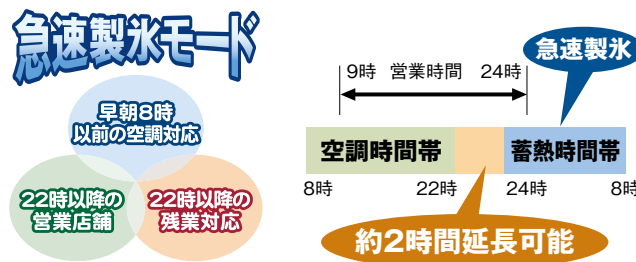 急速製氷モード
早朝8時
以前の空調対応
22時以降の
営業店舗
22時以降の
残業対応
急速製氷
9時 営業時間 24時
空調時間帯 蓄熱時間帯
8時 22時 24時 8時
約2時間延長可能